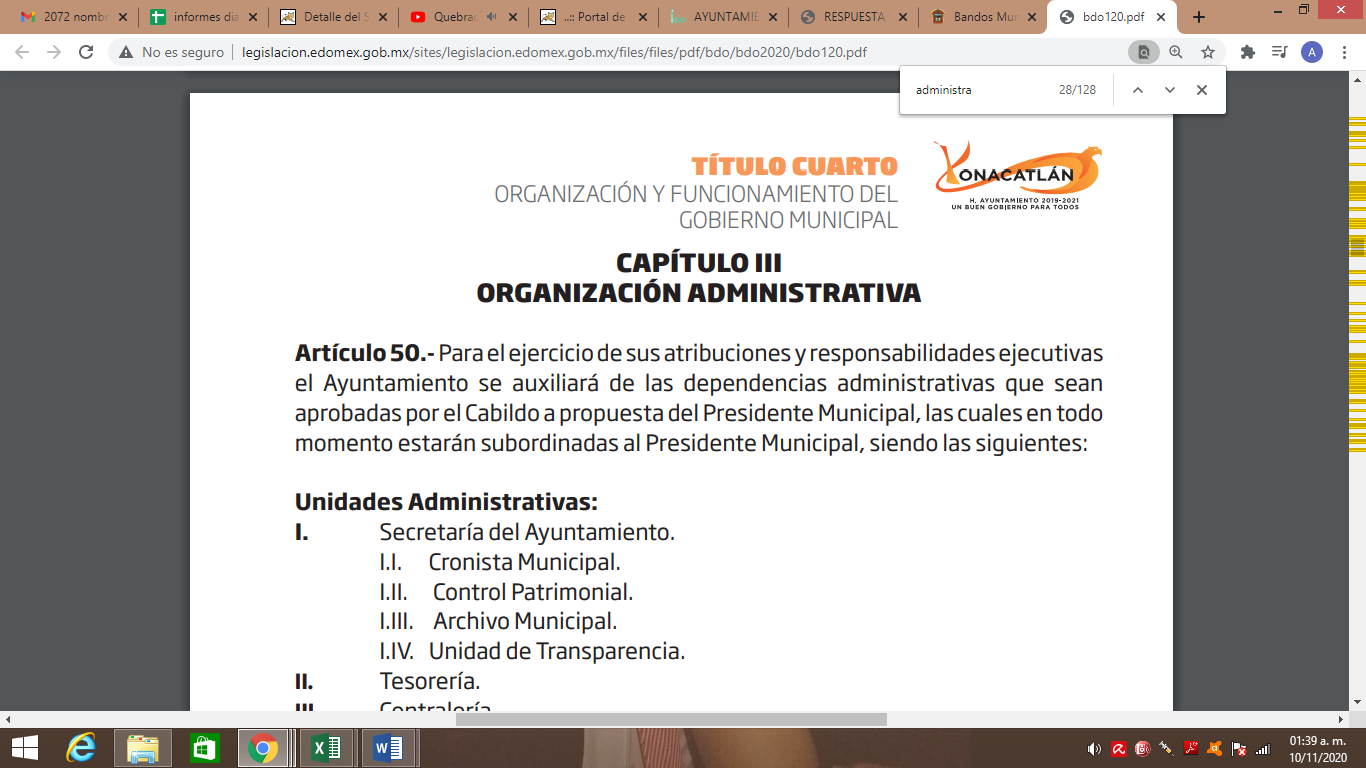 2072 nombr
informes dia
Detalle del S
Quebrac
..:: Portal de
AYUNTAMIE
RESPUESTA
Bandos Mun
bdo120.pdf
No es seguro
legislacion.edomex.gob.mx/sites/legislacion.edomex.gob.mx/files/files/pdf/bdo/bdo2020/bdo120.pdf
A
administra
28/128
TÍTULO CUARTO
ORGANIZACIÓN Y FUNCIONAMIENTO DEL
GOBIERNO MUNICIPAL
XONACATLÁN
H. AYUNTAMIENTO 2019-2021
UN BUEN GOBIERNO PARA TODOS
CAPÍTULO III
ORGANIZACIÓN ADMINISTRATIVA
Artículo 50.- Para el ejercicio de sus atribuciones y responsabilidades ejecutivas
el Ayuntamiento se auxiliará de las dependencias administrativas que sean
aprobadas por el Cabildo a propuesta del Presidente Municipal, las cuales en todo
momento estarán subordinadas al Presidente Municipal, siendo las siguientes:
Unidades Administrativas:
I. Secretaría del Ayuntamiento.
I.I. Cronista Municipal.
I.II. Control Patrimonial.
I.III. Archivo Municipal.
I.IV. Unidad de Transparencia.
II. Tesorería.
III. Contraloría
01:39 a. m.
10/11/2020